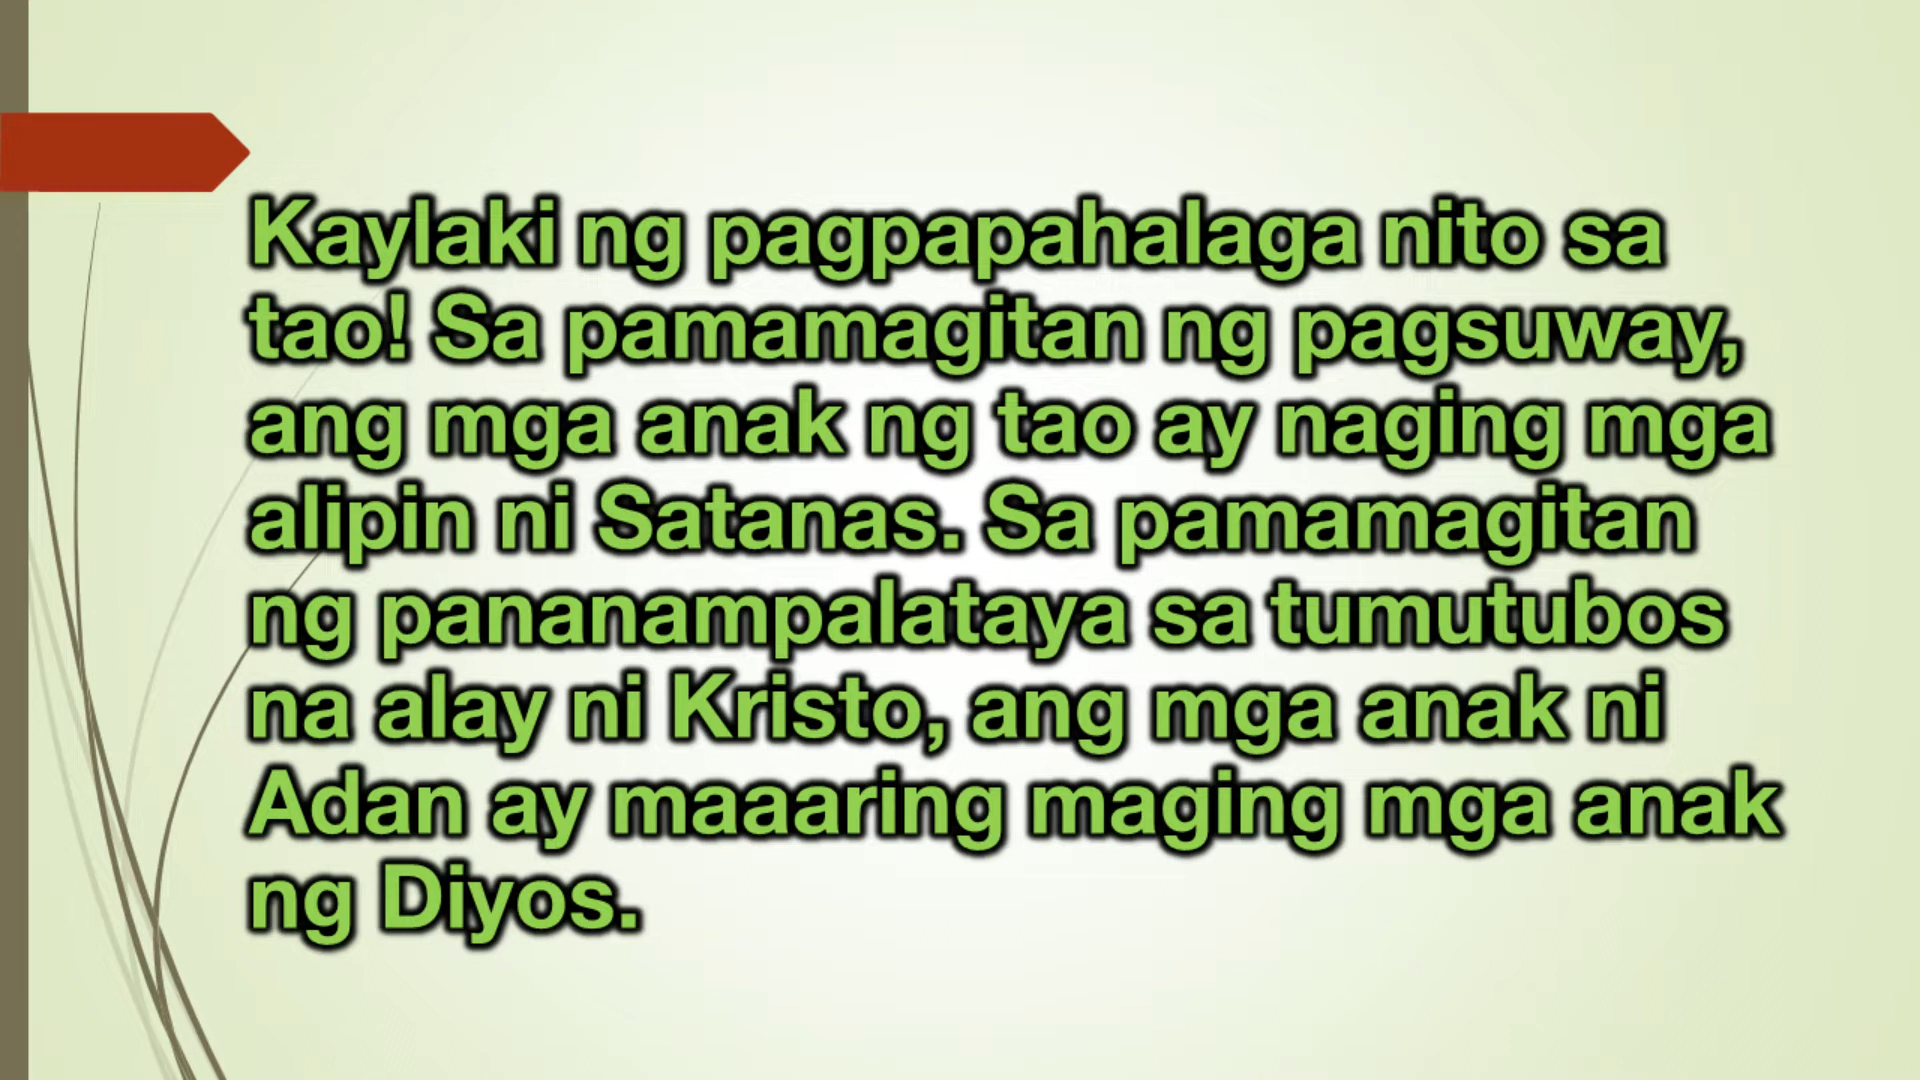 Kaylaki ng pagpapahalaga nito sa
tao! Sa pamamagitan ng pagsuway,
ang mga anak ng tao ay naging mga
alipin ni Satanas. Sa pamamagitan
ng pananampalataya sa tumutubos
na alay ni Kristo, ang mga anak ni
Adan ay maaaring maging mga anak
ng Diyos.